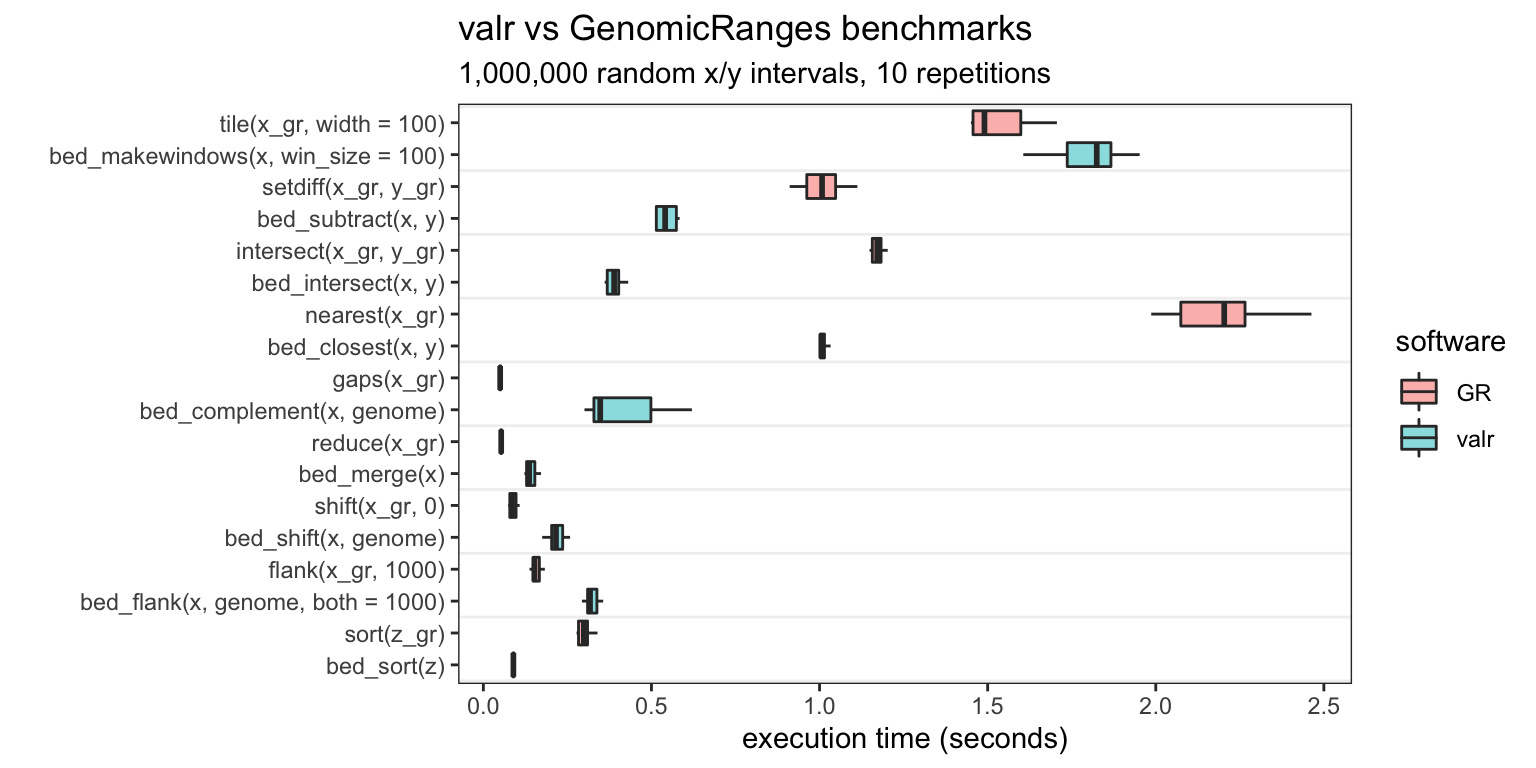 valr vs GenomicRanges benchmarks
1,000,000 random x/y intervals, 10 repetitions
tile(x_gr, width = 100)
bed_makewindows(x, win_size = 100)
setdiff(x_gr, y_gr)
bed_subtract(x, y)
intersect(x_gr, y_gr)
bed_intersect(x, y)
nearest(x_gr)
bed_closest(x, y)
gaps(x_gr)
bed_complement(x, genome)
reduce(x_gr)
bed_merge(x)
shift(x_gr, 0)
bed_shift(x, genome)
flank(x_gr, 1000)
bed_flank(x, genome, both = 1000)
sort(z_gr)
bed_sort(z)
0.0 0.5 1.0 1.5 2.0 2.5
execution time (seconds)
software
GR
valr